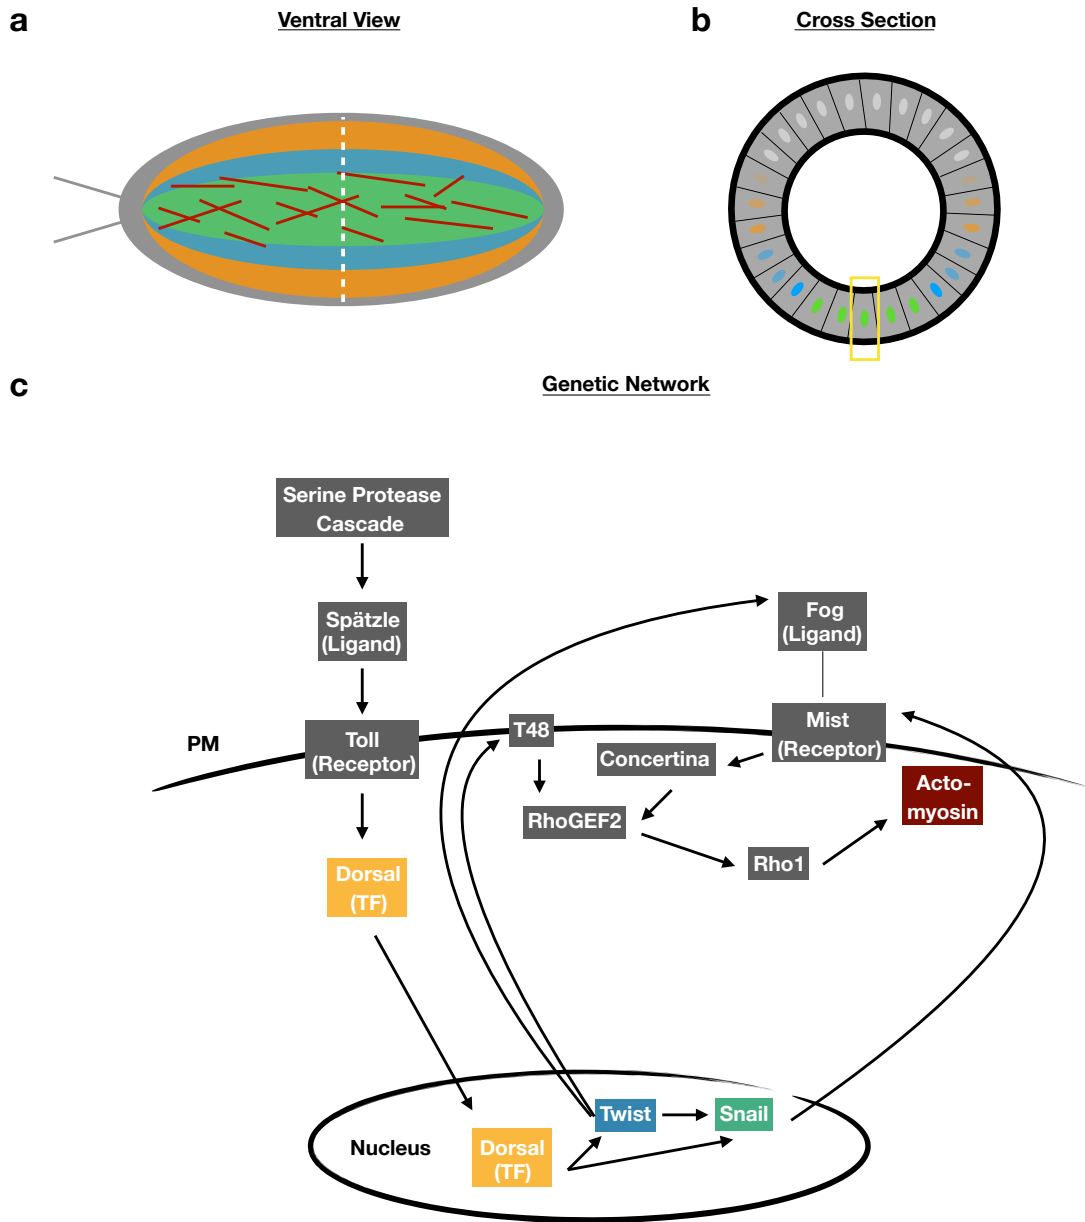 a
Ventral View
b
Cross Section
c
Genetic Network
Serine Protease
Cascade
Spätzle
(Ligand)
Fog
(Ligand)
PM
Toll
(Receptor)
T48
Mist
(Receptor)
Concertina
Acto-
myosin
RhoGEF2
Rho1
Dorsal
(TF)
Nucleus
Dorsal
(TF)
Twist
Snail